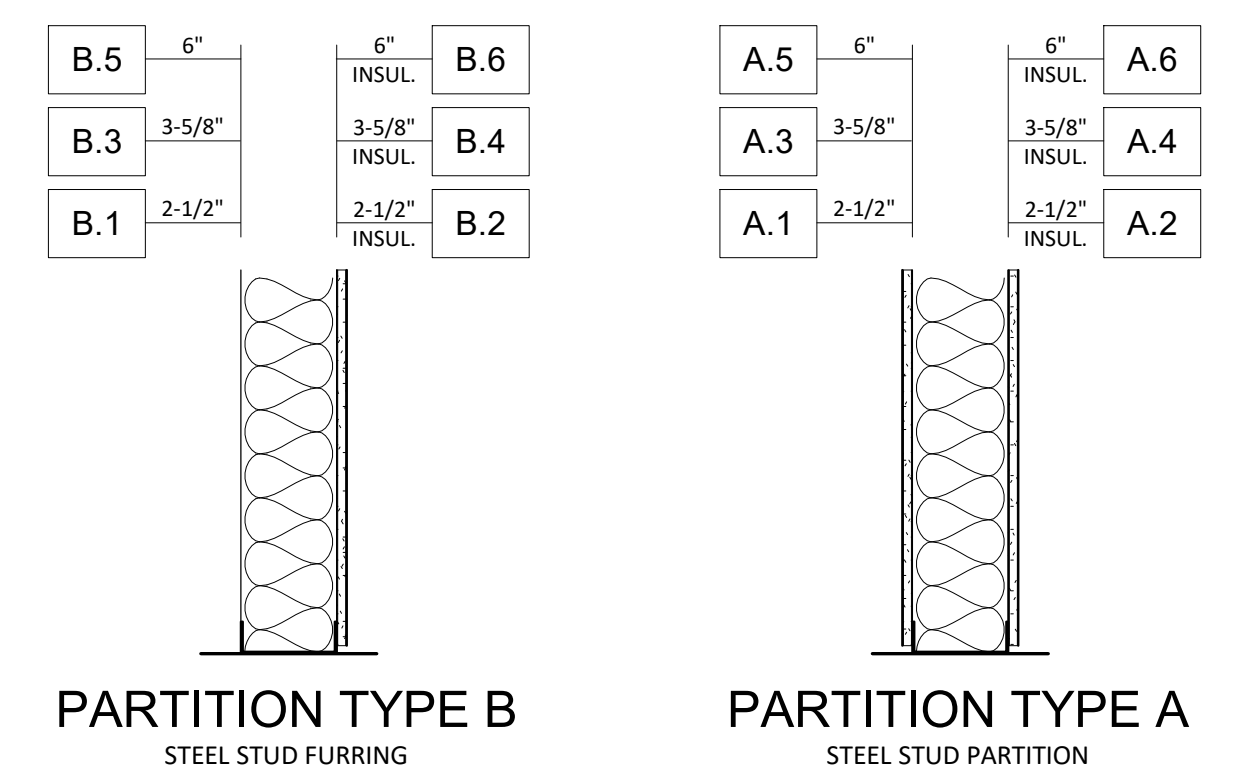 B.5 6" 6" INSUL. B.6
B.3 3-5/8" 3-5/8" INSUL. B.4
B.1 2-1/2" 2-1/2" INSUL. B.2
PARTITION TYPE B
STEEL STUD FURRING
A.5 6" 6" INSUL. A.6
A.3 3-5/8" 3-5/8" INSUL. A.4
A.1 2-1/2" 2-1/2" INSUL. A.2
PARTITION TYPE A
STEEL STUD PARTITION